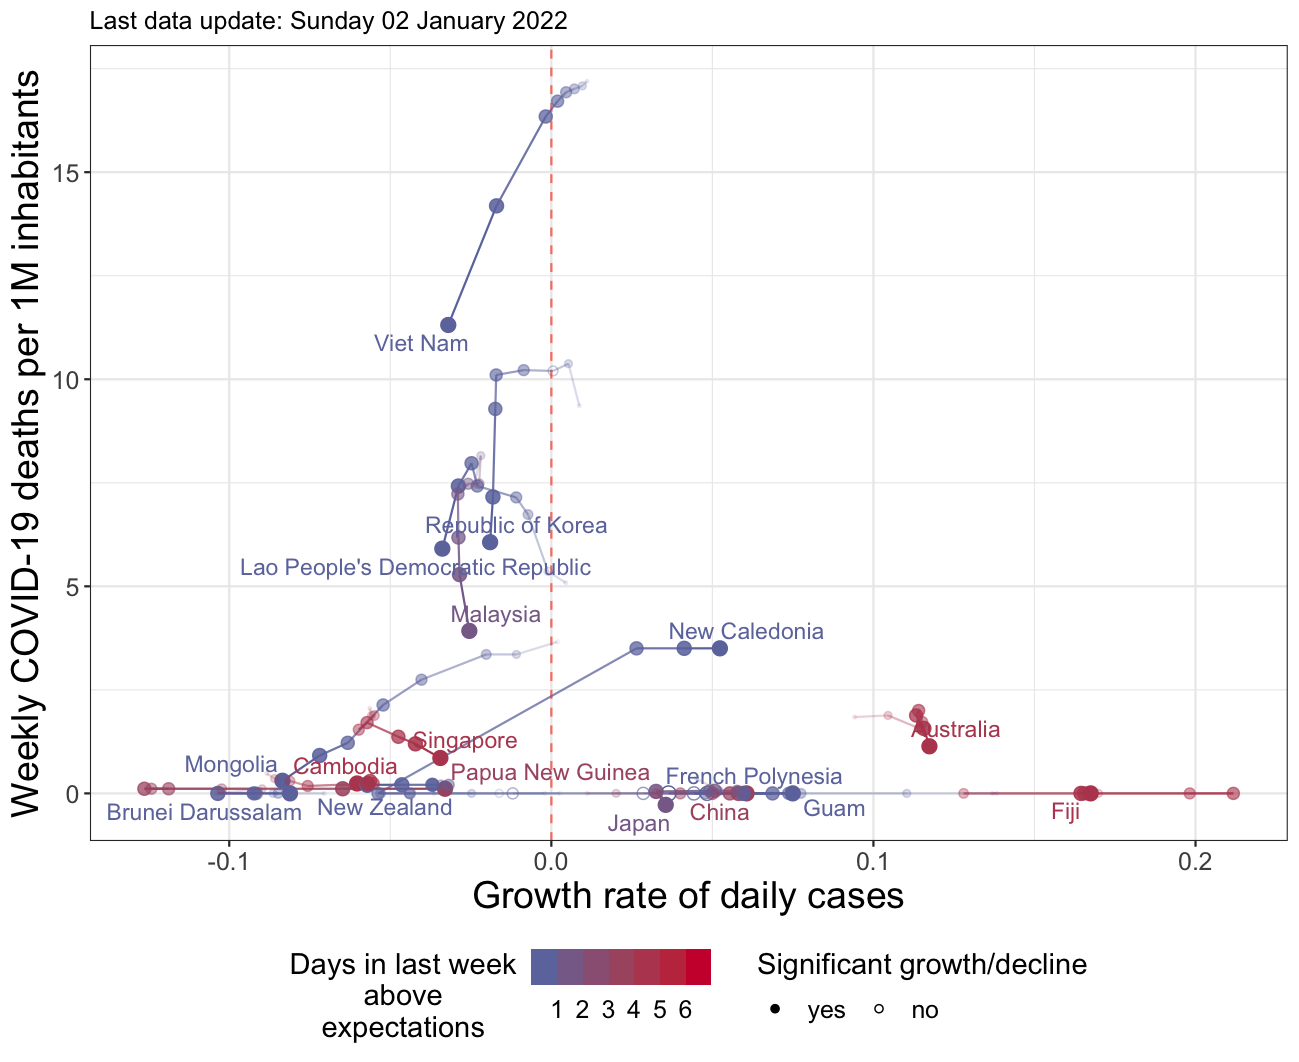 Last data update: Sunday 02 January 2022
Weekly COVID-19 deaths per 1M inhabitants
15
10
5
0
Viet Nam
Republic of Korea
Lao People's Democratic Republic
Malaysia
New Caledonia
Australia
Singapore
Mongolia
Cambodia
Papua New Guinea
French Polynesia
Brunei Darussalam
New Zealand
Japan
China
Guam
Fiji
-0.1
0.0
0.1
0.2
Growth rate of daily cases
Days in last week
above
expectations
1 2 3 4 5 6
Significant growth/decline
yes
no